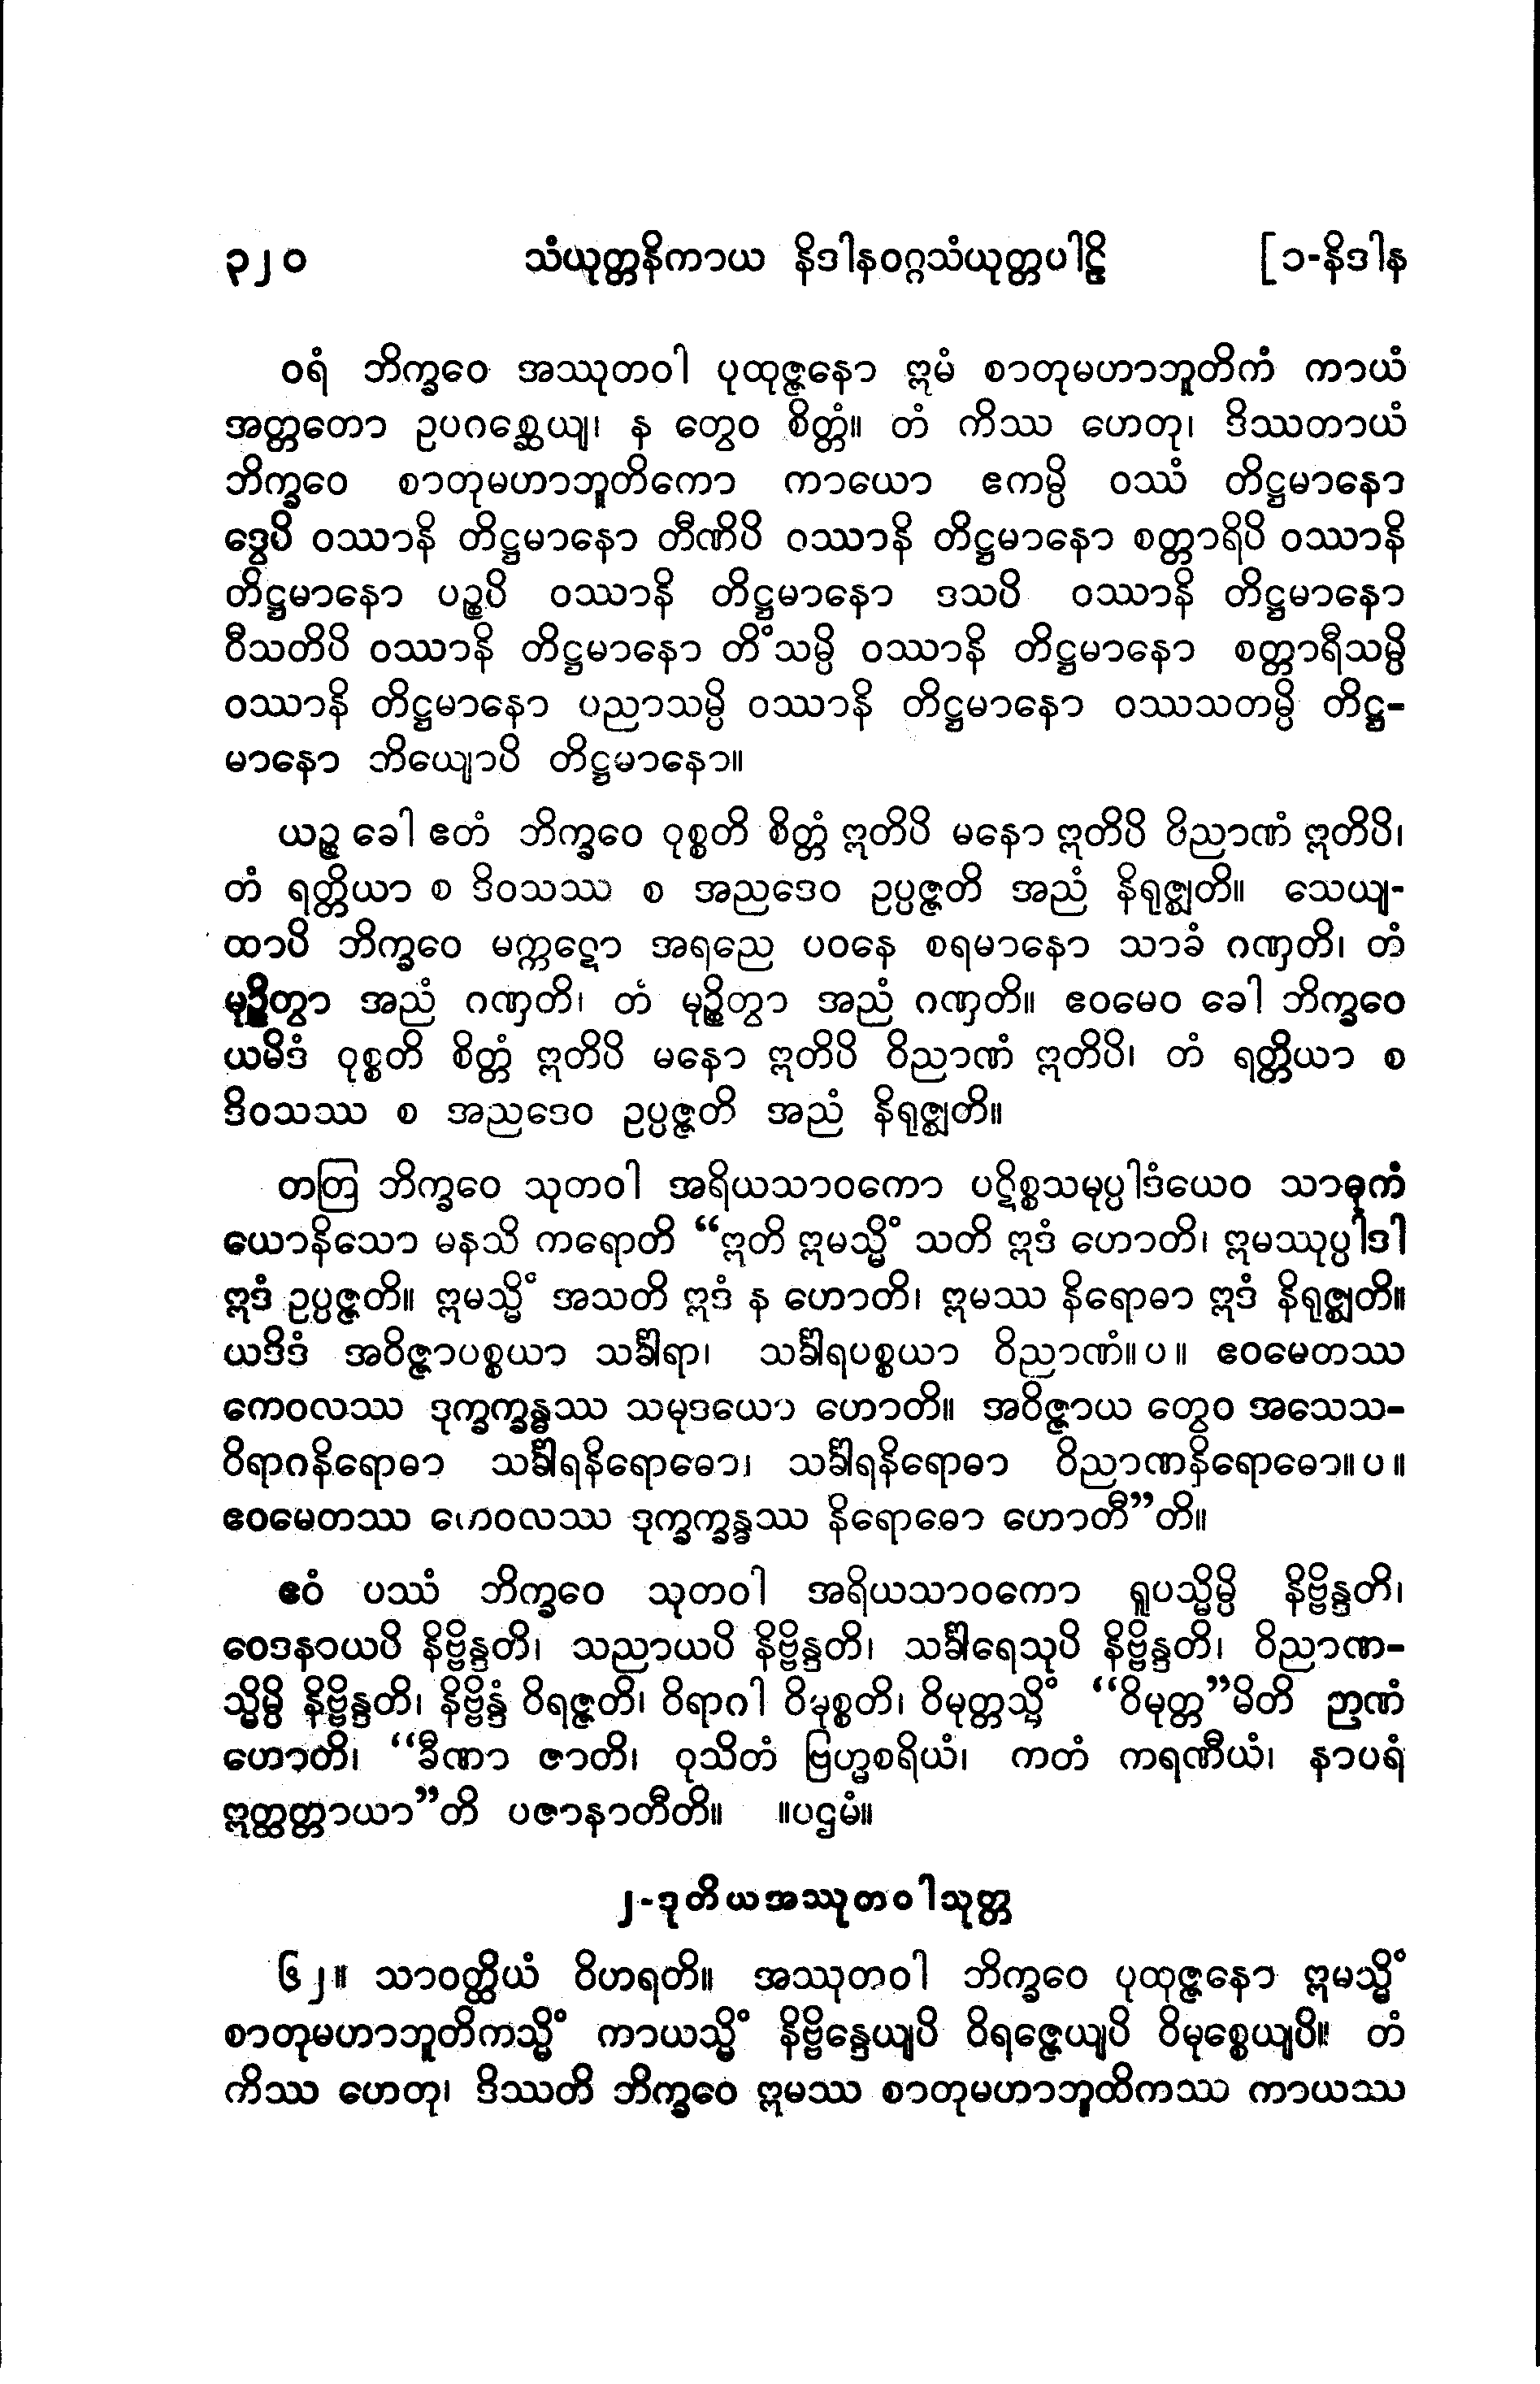 ၃၂၀ သံယုတ္တနိကာယ နိဒါနဝဂ္ဂသံယုတ္တပါဠိ [၁-နိဒါန
ဝရံ ဘိက္ခဝေ အဿုတဝါ ပုထုဇ္ဇနော ဣမံ စာတုမဟာဘူတိကံ ကာယံ
အတ္တတော ဥပဂစ္ဆေယျ၊ န တွေဝ စိတ္တံ။ တံ ကိဿ ဟေတု၊ ဒိဿတာယံ
ဘိက္ခဝေ စာတုမဟာဘူတိကော ကာယော ဧကမ္ပိ ဝဿံ တိဋ္ဌမာနော
ဒွေပိ ဝဿာနိ တိဋ္ဌမာနော တီဏိပိ ဝဿာနိ တိဋ္ဌမာနော စတ္တာရိပိ ဝဿာနိ
တိဋ္ဌမာနော ပဉ္စပိ ဝဿာနိ တိဋ္ဌမာနော ဒသပိ ဝဿာနိ တိဋ္ဌမာနော
ဝီသတိပိ ဝဿာနိ တိဋ္ဌမာနော တိံသမ္ပိ ဝဿာနိ တိဋ္ဌမာနော စတ္တာရီသမ္ပိ
ဝဿာနိ တိဋ္ဌမာနော ပညာသမ္ပိ ဝဿာနိ တိဋ္ဌမာနော ဝဿသတမ္ပိ တိဋ္ဌ-
မာနော ဘိယျောပိ တိဋ္ဌမာနော။
ယဉ္စ ခေါ ဧတံ ဘိက္ခဝေ ဝုစ္စတိ စိတ္တံ ဣတိပိ မနော ဣတိပိ ဝိညာဏံ ဣတိပိ၊
တံ ရတ္တိယာ စ ဒိဝသဿ စ အညဒေဝ ဥပ္ပဇ္ဇတိ အညံ နိရုဇ္ဈတိ။ သေယျ-
ထာပိ ဘိက္ခဝေ မက္ကဋော အရညေ ပဝနေ စရမာနော သာခံ ဂဏှတိ၊ တံ
မုဉ္စိတွာ အညံ ဂဏှတိ၊ တံ မုဉ္စိတွာ အညံ ဂဏှတိ။ ဧဝမေဝ ခေါ ဘိက္ခဝေ
ယမိဒံ ဝုစ္စတိ စိတ္တံ ဣတိပိ မနော ဣတိပိ ဝိညာဏံ ဣတိပိ၊ တံ ရတ္တိယာ စ
ဒိဝသဿ စ အညဒေဝ ဥပ္ပဇ္ဇတိ အညံ နိရုဇ္ဈတိ။
တတြ ဘိက္ခဝေ သုတဝါ အရိယသာဝကော ပဋိစ္စသမုပ္ပါဒံယေဝ သာဓုကံ
ယောနိသော မနသိ ကရောတိ “ဣတိ ဣမသ္မိံ သတိ ဣဒံ ဟောတိ၊ ဣမဿုပ္ပါဒါ
ဣဒံ ဥပ္ပဇ္ဇတိ။ ဣမသ္မိံ အသတိ ဣဒံ န ဟောတိ၊ ဣမဿ နိရောဓာ ဣဒံ နိရုဇ္ဈတိ။
ယဒိဒံ အဝိဇ္ဇာပစ္စယာ သင်္ခါရာ၊ သင်္ခါရပစ္စယာ ဝိညာဏံ။ပ။ ဧဝမေတဿ
ကေဝလဿ ဒုက္ခက္ခန္ဓဿ သမုဒယော ဟောတိ။ အဝိဇ္ဇာယ တွေဝ အသေသ-
ဝိရာဂနိရောဓာ သင်္ခါရနိရောဓော၊ သင်္ခါရနိရောဓာ ဝိညာဏနိရောဓော။ပ။
ဧဝမေတဿ ကေဝလဿ ဒုက္ခက္ခန္ဓဿ နိရောဓော ဟောတီ”တိ။
ဧဝံ ပဿံ ဘိက္ခဝေ သုတဝါ အရိယသာဝကော ရူပသ္မိမ္ပိ နိဗ္ဗိန္ဒတိ၊
ဝေဒနာယပိ နိဗ္ဗိန္ဒတိ၊ သညာယပိ နိဗ္ဗိန္ဒတိ၊ သင်္ခါရေသုပိ နိဗ္ဗိန္ဒတိ၊ ဝိညာဏ-
သ္မိမ္ပိ နိဗ္ဗိန္ဒတိ၊ နိဗ္ဗိန္ဒံ ဝိရဇ္ဇတိ၊ ဝိရာဂါ ဝိမုစ္စတိ၊ ဝိမုတ္တသ္မိံ “ဝိမုတ္တ”မိတိ ဉာဏံ
ဟောတိ၊ “ခီဏာ ဇာတိ၊ ဝုသိတံ ဗြဟ္မစရိယံ၊ ကတံ ကရဏီယံ၊ နာပရံ
ဣတ္ထတ္တာယာ”တိ ပဇာနာတီတိ။ ။ပဌမံ။
၂-ဒုတိယအဿုတဝါသုတ္တ
၆၂။ သာဝတ္ထိယံ ဝိဟရတိ။ အဿုတဝါ ဘိက္ခဝေ ပုထုဇ္ဇနော ဣမသ္မိံ
စာတုမဟာဘူတိကသ္မိံ ကာယသ္မိံ နိဗ္ဗိန္ဒေယျပိ ဝိရဇ္ဇေယျပိ ဝိမုစ္စေယျပိ။ တံ
ကိဿ ဟေတု၊ ဒိဿတိ ဘိက္ခဝေ ဣမဿ စာတုမဟာဘူထိကဿ ကာယဿ